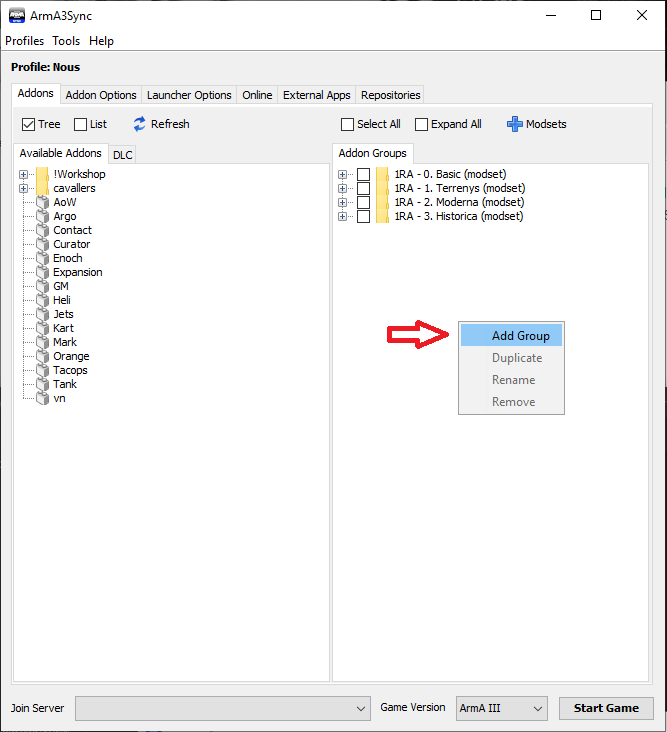 ArmA3Sync
Profiles Tools Help
Profile: Nous
Addons Addon Options Launcher Options Online External Apps Repositories
Tree List Refresh
Select All Expand All Modsets
Available Addons DLC
!Workshop
cavallers
AoW
Argo
Contact
Curator
Enoch
Expansion
GM
Heli
Jets
Kart
Mark
Orange
Tacops
Tank
vn
Addon Groups
1RA - 0. Basic (modset)
1RA - 1. Terrenys (modset)
1RA - 2. Moderna (modset)
1RA - 3. Historica (modset)
Add Group
Duplicate
Rename
Remove
Join Server Game Version ArmA III Start Game